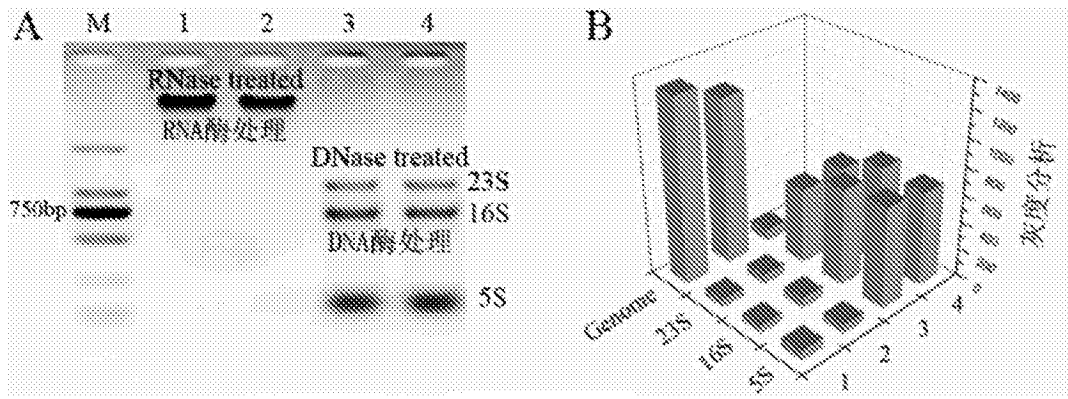 A
M 1 2 3 4
RNase treated
RNA酶处理
DNase treated
23S
750bp
16S
DNA酶处理
5S
B
灰度分析
Genome
23S
16S
5S
1
2
3
4